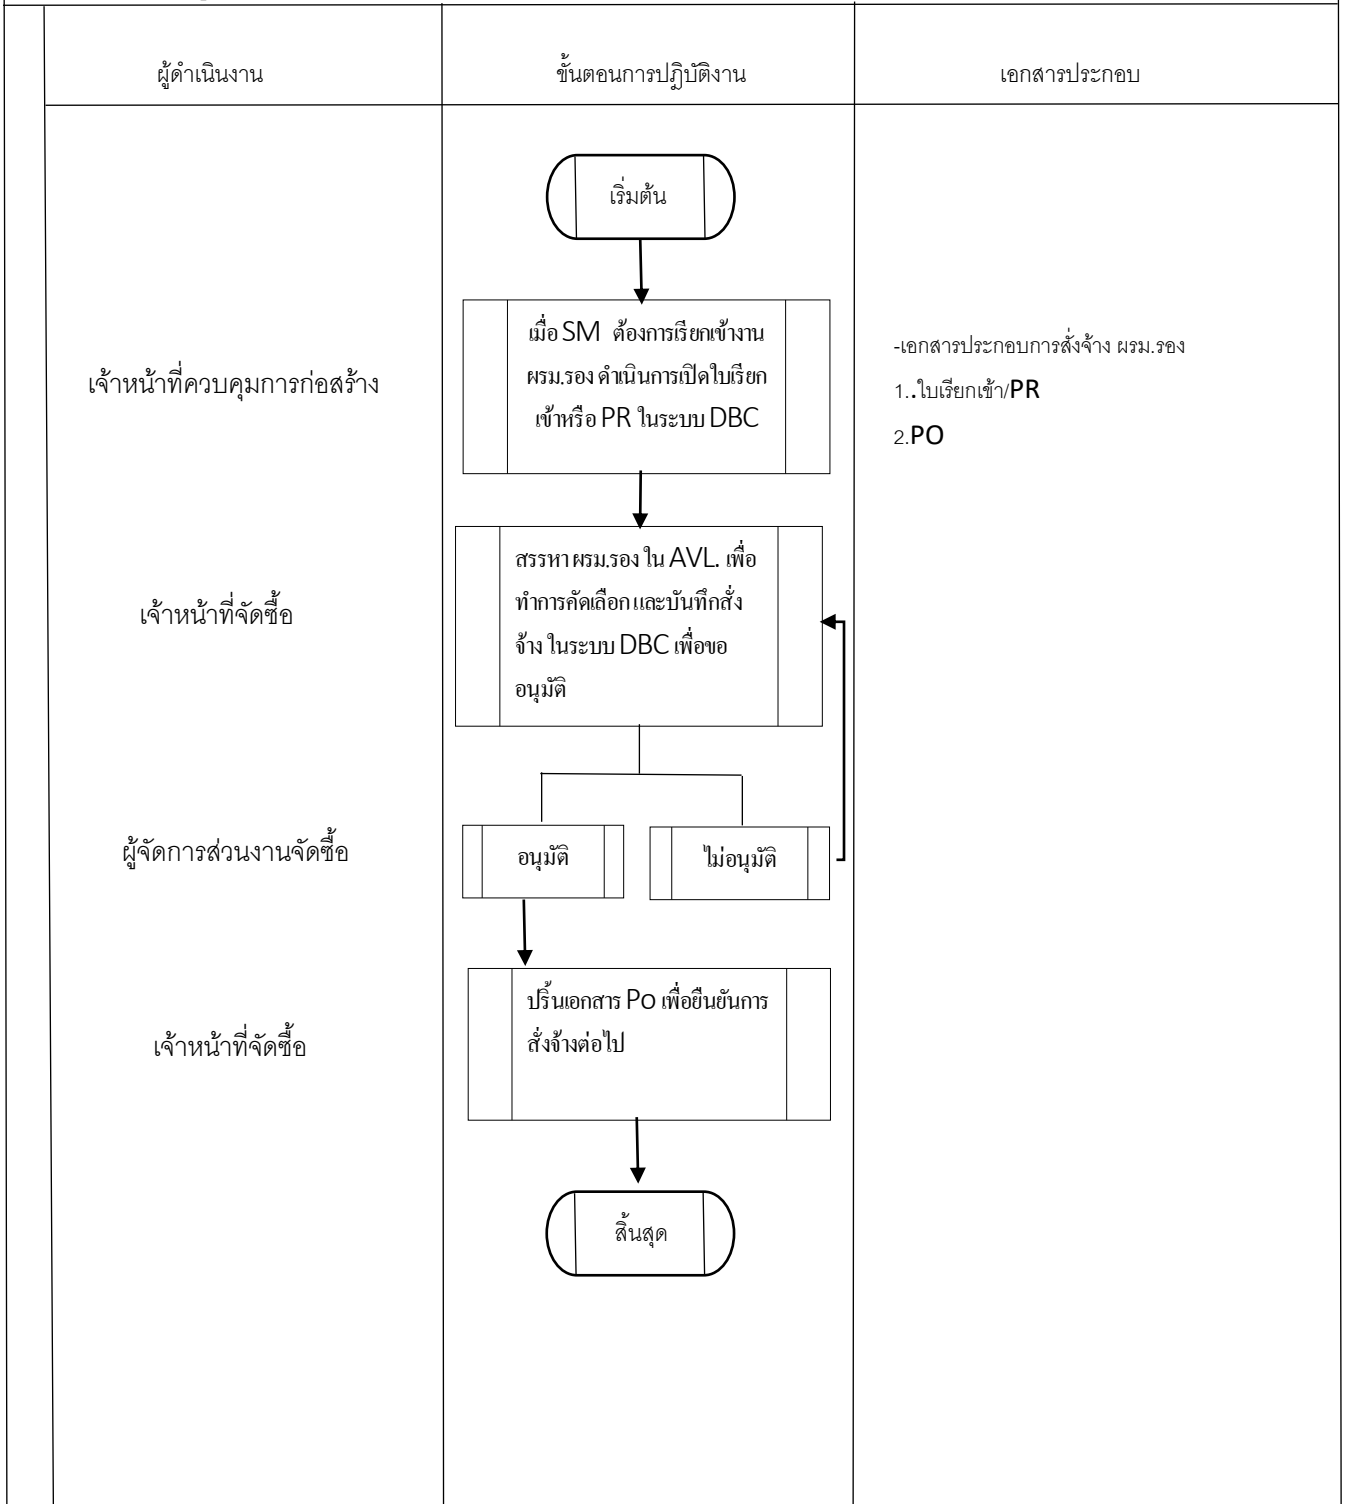 ผู้ดำเนินงาน
ขั้นตอนการปฏิบัติงาน
เอกสารประกอบ
เริ่มต้น
เจ้าหน้าที่ควบคุมการก่อสร้าง
เมื่อ SM ต้องการเรียกเข้างาน
ผรม.รอง ดำเนินการเปิดใบเรียก
เข้าหรือ PR ในระบบ DBC
-เอกสารประกอบการสั่งจ้าง ผรม.รอง
1..ใบเรียกเข้า/PR
2.PO
เจ้าหน้าที่จัดซื้อ
สรรหา ผรม.รอง ใน AVL. เพื่อ
ทำการคัดเลือก และบันทึกสั่ง
จ้าง ในระบบ DBC เพื่อขอ
อนุมัติ
ผู้จัดการส่วนงานจัดซื้อ
อนุมัติ
ไม่อนุมัติ
เจ้าหน้าที่จัดซื้อ
ปริ้นเอกสาร Po เพื่อยืนยันการ
สั่งจ้างต่อไป
สิ้นสุด